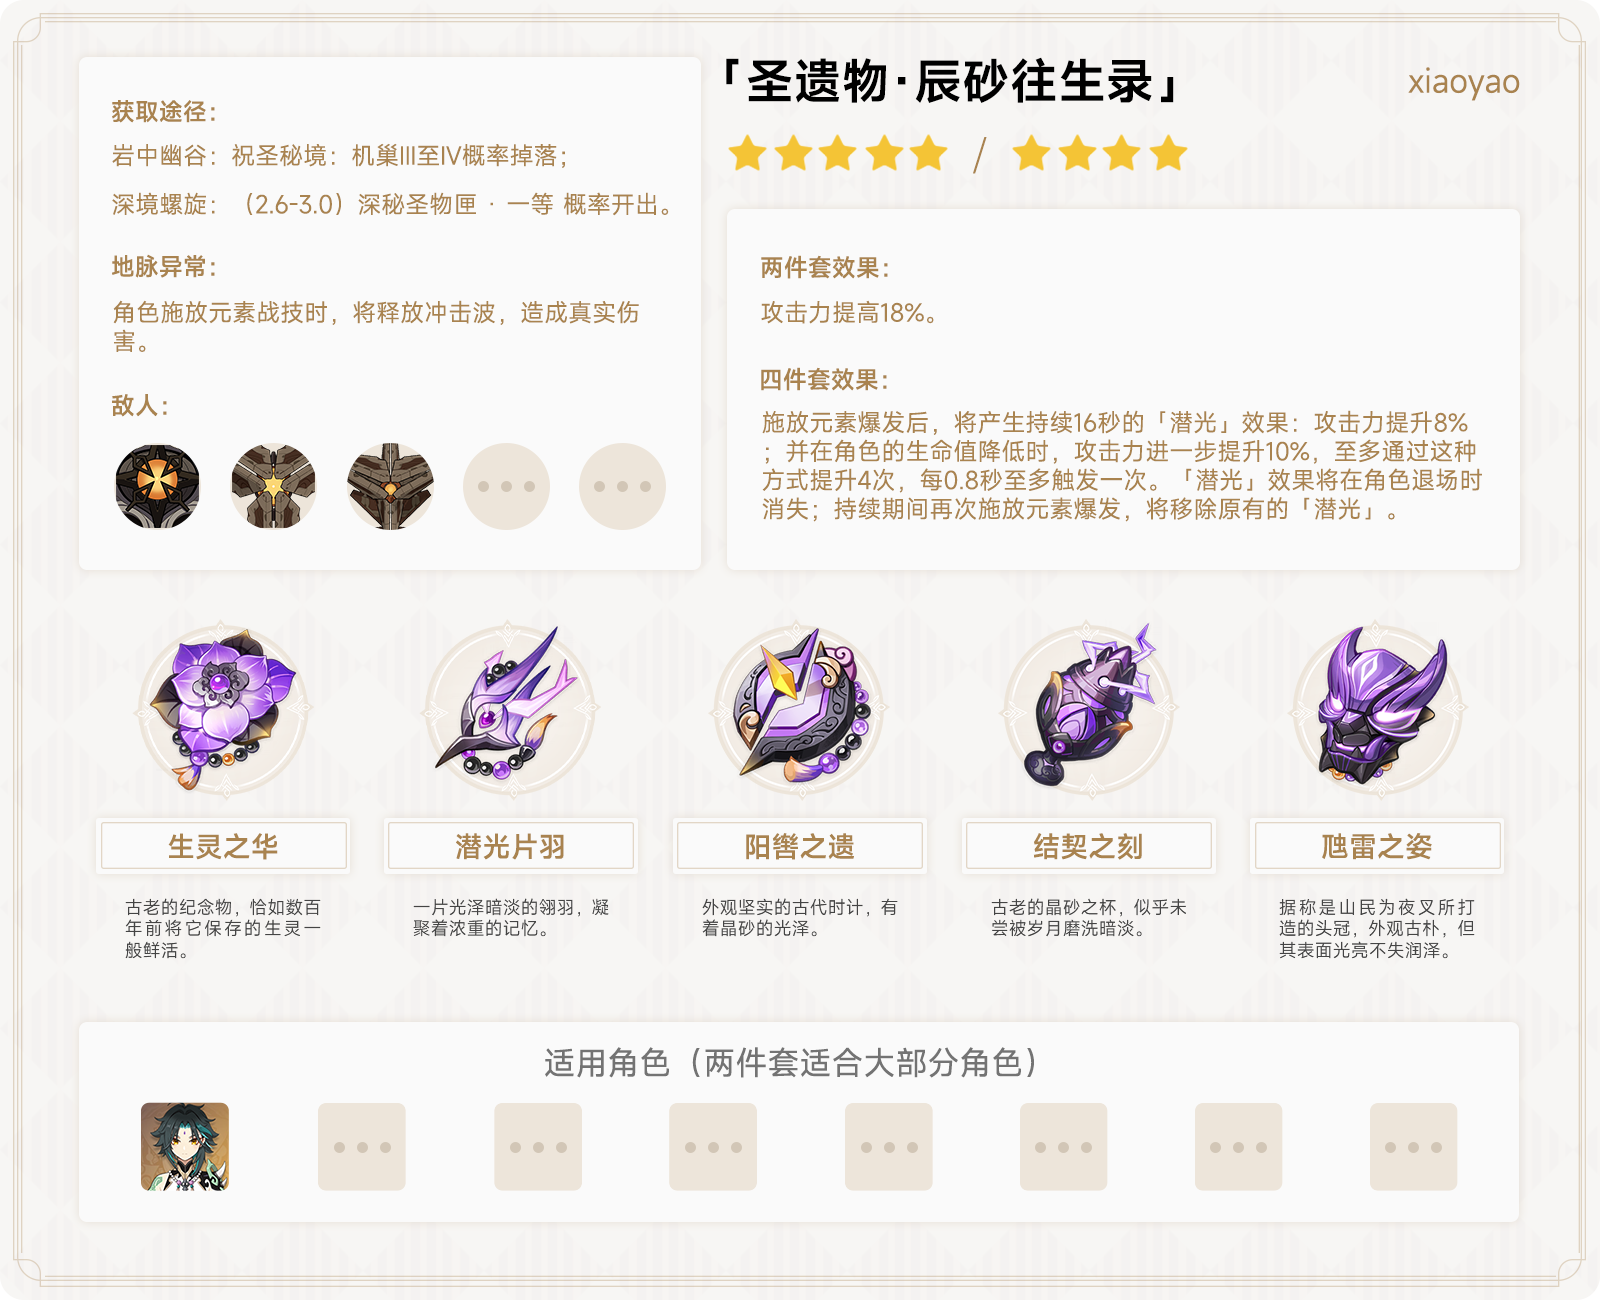 获取途径：
岩中幽谷：祝圣秘境：机巢III至IV概率掉落；
深境螺旋：（2.6-3.0）深秘圣物匣 · 一等 概率开出。
地脉异常：
角色施放元素战技时，将释放冲击波，造成真实伤
害。
敌人：
「圣遗物·辰砂往生录」
xiaoyao
/
两件套效果：
攻击力提高18%。
四件套效果：
施放元素爆发后，将产生持续16秒的「潜光」效果：攻击力提升8%
；并在角色的生命值降低时，攻击力进一步提升10%，至多通过这种
方式提升4次，每0.8秒至多触发一次。「潜光」效果将在角色退场时
消失；持续期间再次施放元素爆发，将移除原有的「潜光」。
生灵之华
潜光片羽
阳辔之遗
结契之刻
虺雷之姿
古老的纪念物，恰如数百
年前将它保存的生灵一
般鲜活。
一片光泽暗淡的翎羽，凝
聚着浓重的记忆。
外观坚实的古代时计，有
着晶砂的光泽。
古老的晶砂之杯，似乎未
尝被岁月磨洗暗淡。
据称是山民为夜叉所打
造的头冠，外观古朴，但
其表面光亮不失润泽。
适用角色（两件套适合大部分角色）